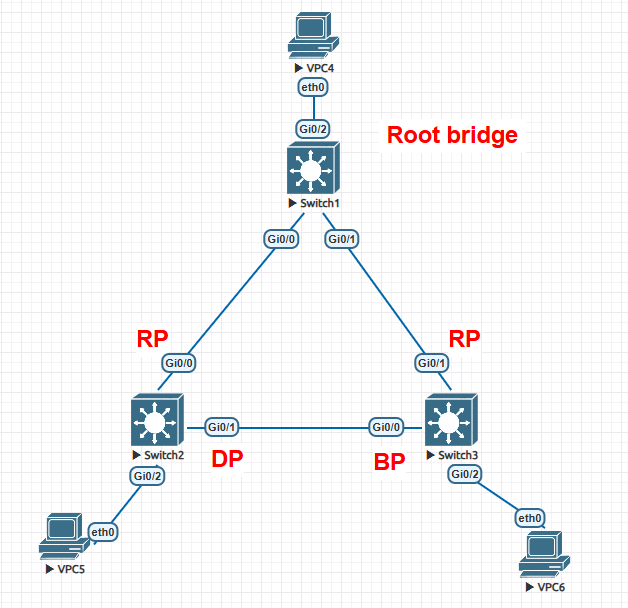 VPC4
eth0
Gi0/2
Root bridge
Switch1
Gi0/0
Gi0/1
RP
RP
Gi0/0
Gi0/1
Gi0/1
Gi0/0
Switch2
DP
BP
Switch3
Gi0/2
Gi0/2
eth0
eth0
VPC5
VPC6